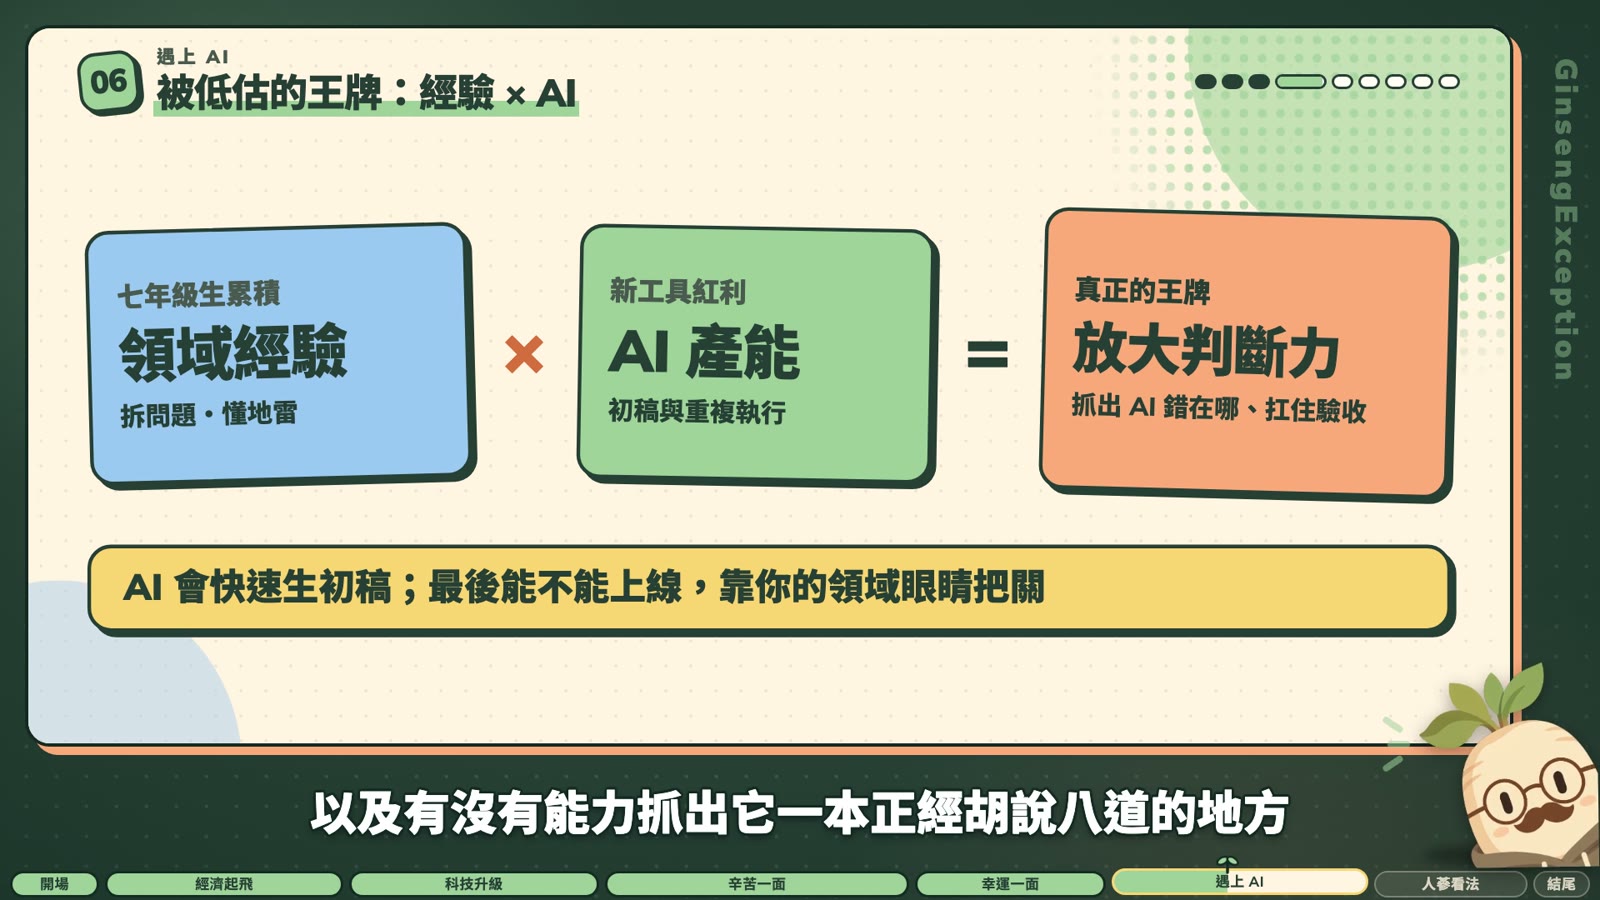 06
遇上 AI
被低估的王牌：經驗 × AI
GinsengException
七年級生累積
領域經驗
拆問題・懂地雷
×
新工具紅利
AI 產能
初稿與重複執行
=
真正的王牌
放大判斷力
抓出 AI 錯在哪、扛住驗收
AI 會快速生初稿；最後能不能上線，靠你的領域眼睛把關
以及有沒有能力抓出它一本正經胡說八道的地方
開場
經濟起飛
科技升級
辛苦一面
幸運一面
遇上 AI
人蔘看法
結尾